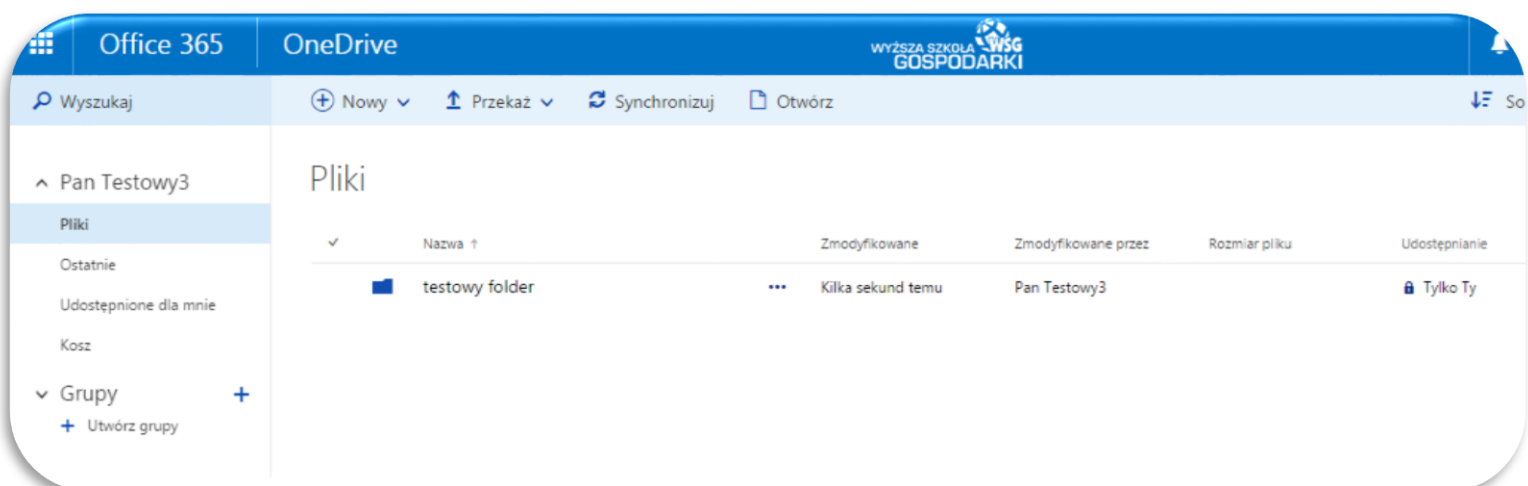 Office 365
OneDrive
WYŻSZA SZKOŁA WSG
GOSPODARKI
Wyszukaj
Nowy
Przekaż
Synchronizuj
Otwórz
So
Pan Testowy3
Pliki
Ostatnie
Udostępnione dla mnie
Kosz
Grupy
Utwórz grupy
Pliki
Nazwa Zmodyfikowane Zmodyfikowane przez Rozmiar pliku Udostępnianie
testowy folder Kilka sekund temu Pan Testowy3 Tylko Ty